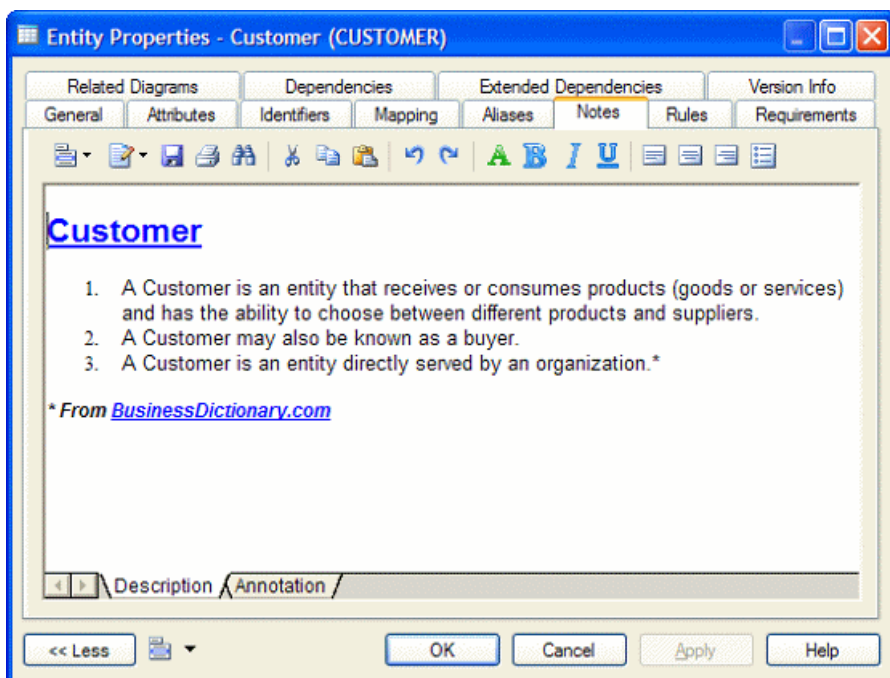 Entity Properties - Customer (CUSTOMER)
Related Diagrams Dependencies Extended Dependencies Version Info
General Attributes Identifiers Mapping Aliases Notes Rules Requirements
A B I U
Customer
1. A Customer is an entity that receives or consumes products (goods or services)
and has the ability to choose between different products and suppliers.
2. A Customer may also be known as a buyer.
3. A Customer is an entity directly served by an organization.*
* From BusinessDictionary.com
Description Annotation
<< Less OK Cancel Apply Help